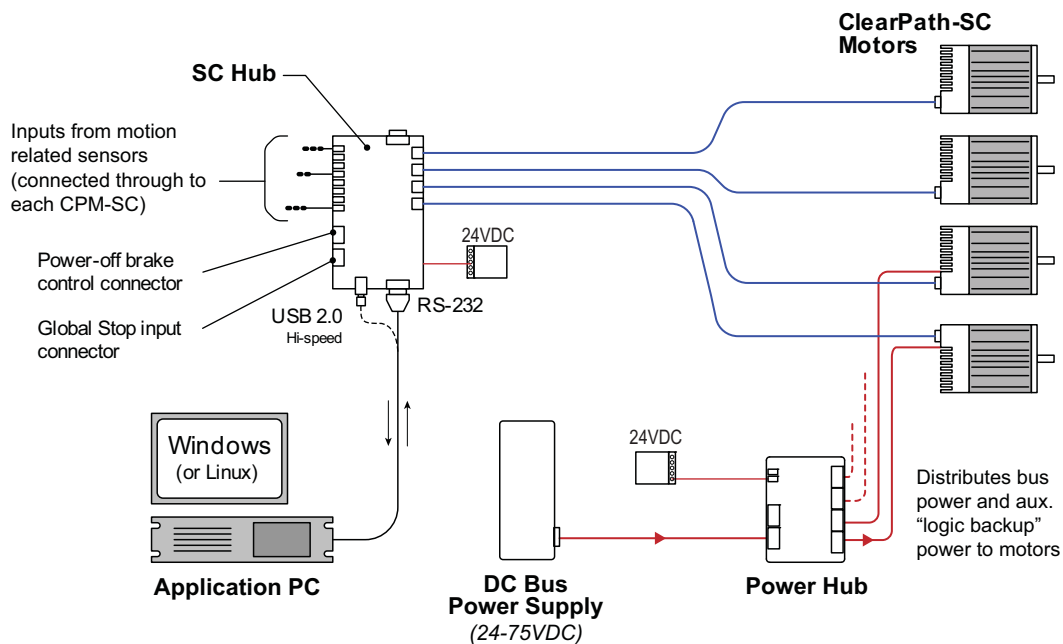 ClearPath-SC
Motors
SC Hub
Inputs from motion
related sensors
(connected through to
each CPM-SC)
24VDC
Power-off brake
control connector
RS-232
USB 2.0
Hi-speed
Global Stop input
connector
Windows
(or Linux)
24VDC
Distributes bus
power and aux.
“logic backup”
power to motors
Application PC
DC Bus
Power Supply
(24-75VDC)
Power Hub